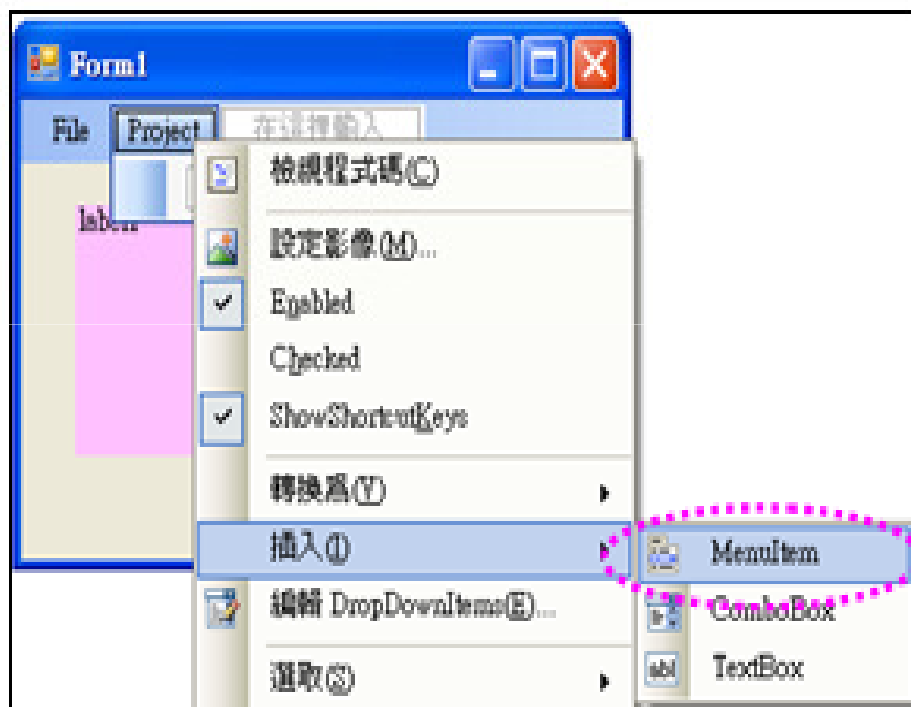 Form1
File Project 在這裡輸入
檢視程式碼(C)
設定影像(M)...
Enabled
Checked
ShowShortcutKeys
轉換為(V)
插入(I)
MenuItem
編輯 DropDownItems(E)...
ComboBox
選取(S)
TextBox